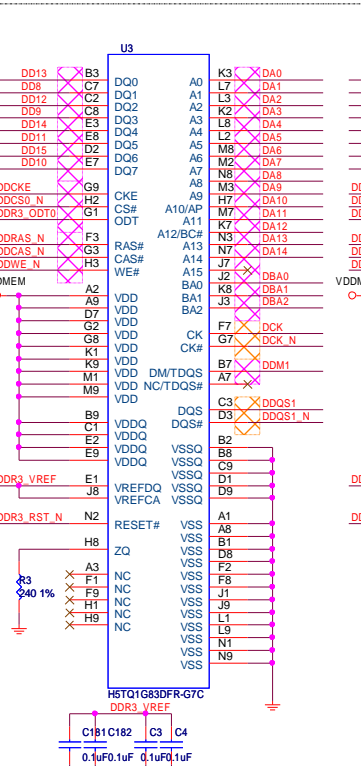 U3
DD13 B3 DQ0 A0 K3 DA0
DD8 C7 DQ1 A1 L7 DA1
DD12 C2 DQ2 A2 L3 DA2
DD9 C8 DQ3 A3 K2 DA3
DD14 E3 DQ4 A4 L8 DA4
DD11 E8 DQ5 A5 L2 DA5
DD15 D2 DQ6 A6 M8 DA6
DD10 E7 DQ7 A7 M2 DA7
A8 N8 DA8
DDCKE G9 CKE A9 M3 DA9
DDCS0_N H2 CS# A10/AP H7 DA10
DDR3_ODT0 G1 ODT A11 M7 DA11
A12/BC# K7 DA12
DDRAS_N F3 RAS# A13 N3 DA13
DDCAS_N G3 CAS# A14 N7 DA14
DDWE_N H3 WE# A15 J7
DMEM BA0 J2 DBA0 VDDM
A2 VDD BA1 K8 DBA1
A9 VDD BA2 J3 DBA2
D7 VDD
G2 VDD CK F7 DCK
G8 VDD CK# G7 DCK_N
K1 VDD
K9 VDD DM/TDQS B7 DDM1
M1 VDD NC/TDQS# A7
M9 VDD
DQS C3 DDQS1
B9 VDDQ DQS# D3 DDQS1_N
C1 VDDQ
E2 VDDQ VSSQ B2
E9 VDDQ VSSQ B8
VSSQ C9
DDR3_VREF E1 VREFDQ VSSQ D1
J8 VREFCA VSSQ D9
DDR3_RST_N N2 RESET# VSS A1
VSS A8
H8 ZQ VSS B1
VSS D8
A3 NC VSS F2
R3 F1 NC VSS F8
240 1% F9 NC VSS J1
H1 NC VSS J9
H9 NC VSS L1
VSS L9
VSS N1
VSS N9
H5TQ1G83DFR-G7C
DDR3_VREF
C181 C182 C3 C4
0.1uF 0.1uF 0.1uF 0.1uF